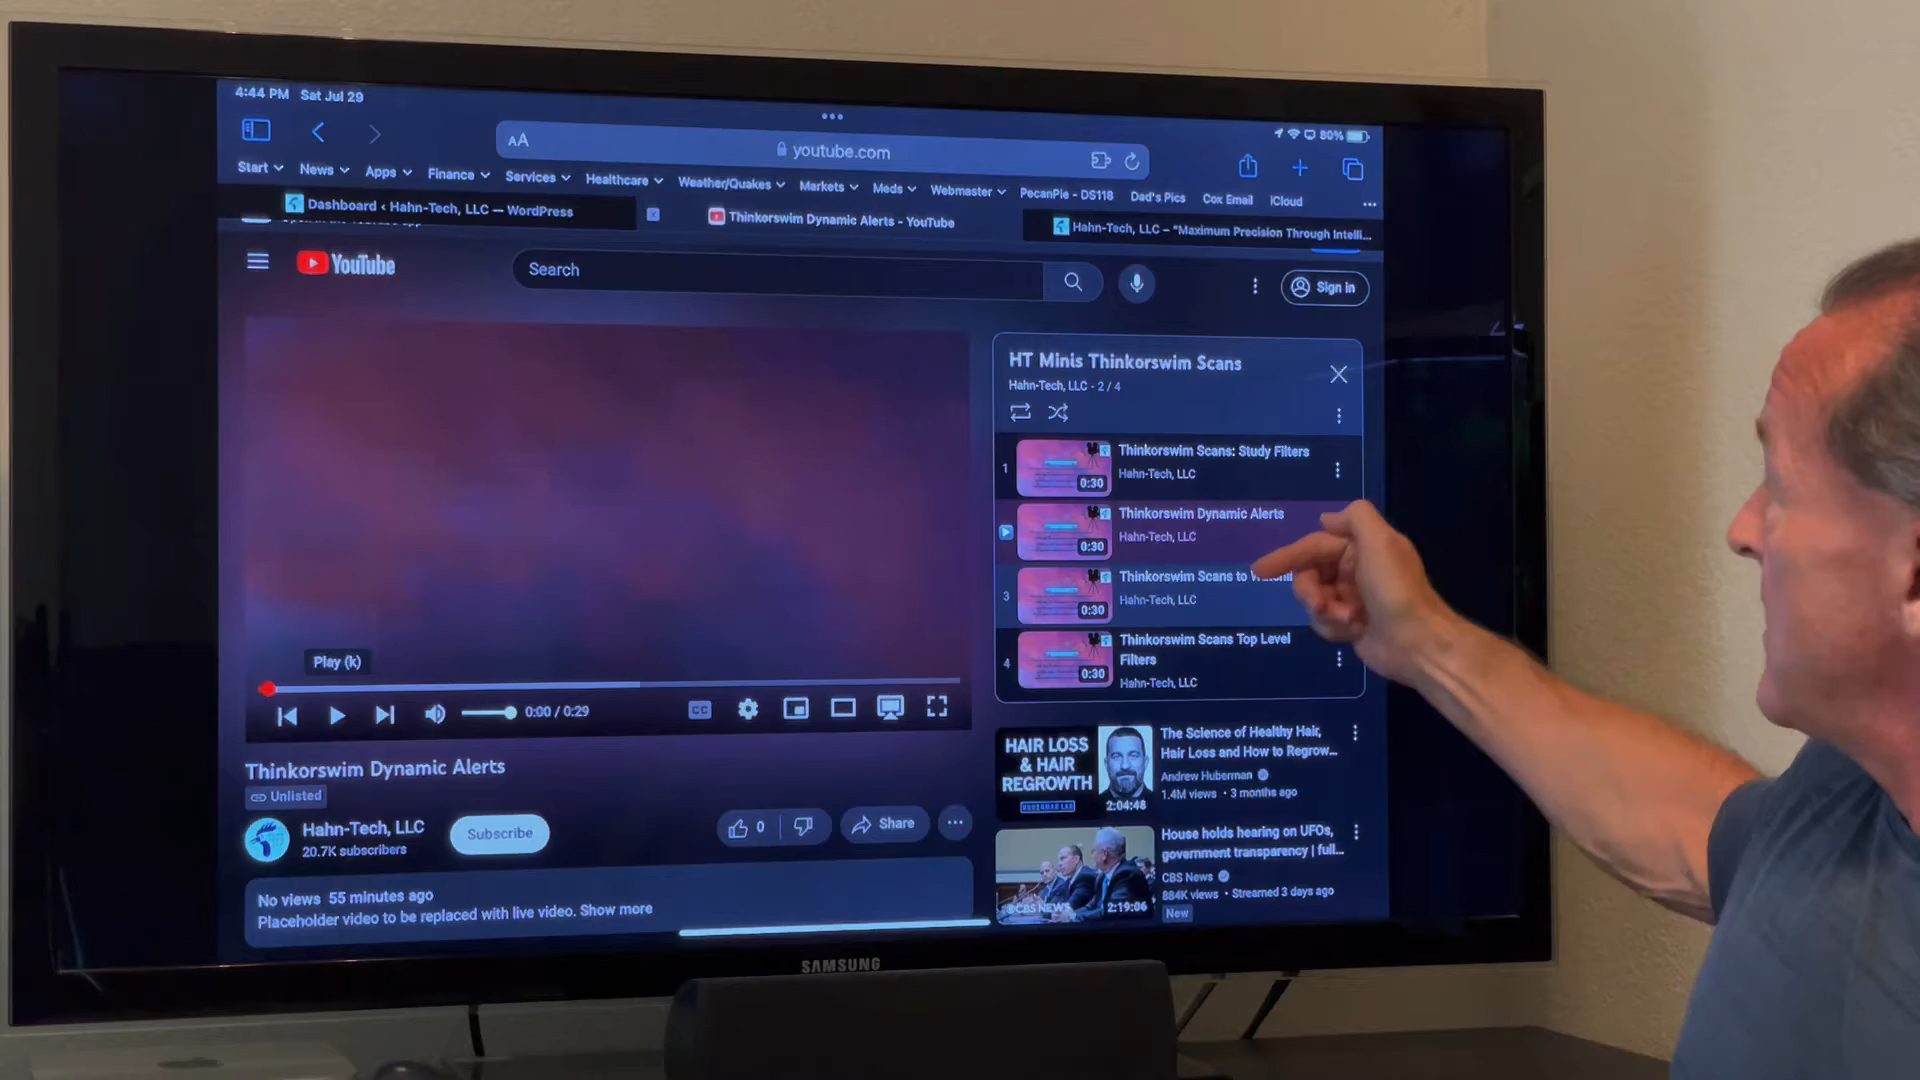 4:44 PM Sat Jul 29
80%
AA
youtube.com
Start News Apps Finance Services Healthcare Weather/Quakes Markets Meds Webmaster PecanPie - DS118 Dad's Pics Cox Email iCloud
Dashboard ‹ Hahn-Tech, LLC — WordPress
Thinkorswim Dynamic Alerts - YouTube
Hahn-Tech, LLC – "Maximum Precision Through Intelli...
YouTube
Search
Sign in
HT Minis Thinkorswim Scans
Hahn-Tech, LLC - 2 / 4
1
Thinkorswim Scans: Study Filters
Hahn-Tech, LLC
0:30
Thinkorswim Dynamic Alerts
Hahn-Tech, LLC
0:30
3
Thinkorswim Scans to
Hahn-Tech, LLC
0:30
4
Thinkorswim Scans Top Level
Filters
Hahn-Tech, LLC
0:30
Play (k)
0:00 / 0:29
CC
Thinkorswim Dynamic Alerts
Unlisted
Hahn-Tech, LLC
20.7K subscribers
Subscribe
0
Share
No views 55 minutes ago
Placeholder video to be replaced with live video. Show more
HAIR LOSS
& HAIR
REGROWTH
HUBERMAN LAB
2:04:48
The Science of Healthy Hair,
Hair Loss and How to Regrow...
Andrew Huberman
1.4M views • 3 months ago
CBS NEWS
2:19:06
House holds hearing on UFOs,
government transparency | full...
CBS News
884K views • Streamed 3 days ago
New
SAMSUNG